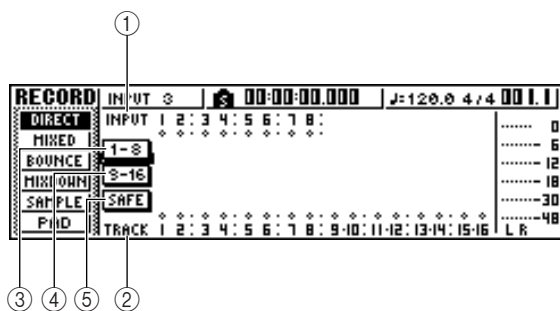 ①
RECORD INPUT 3 S 00:00:00.000 ♩=120.0 4/4 001.1
DIRECT INPUT 1 2 : 3 4 : 5 6 : 7 8 : 0
MIXED 1-8 6
BOUNCE 12
MIXDOWN 9-16 18
SAMPLE SAFE 30
PAD 48
TRACK 1 2 : 3 4 : 5 6 : 7 8 : 9·10 : 11·12 : 13·14 : 15·16 L R
③ ④ ⑤ ②